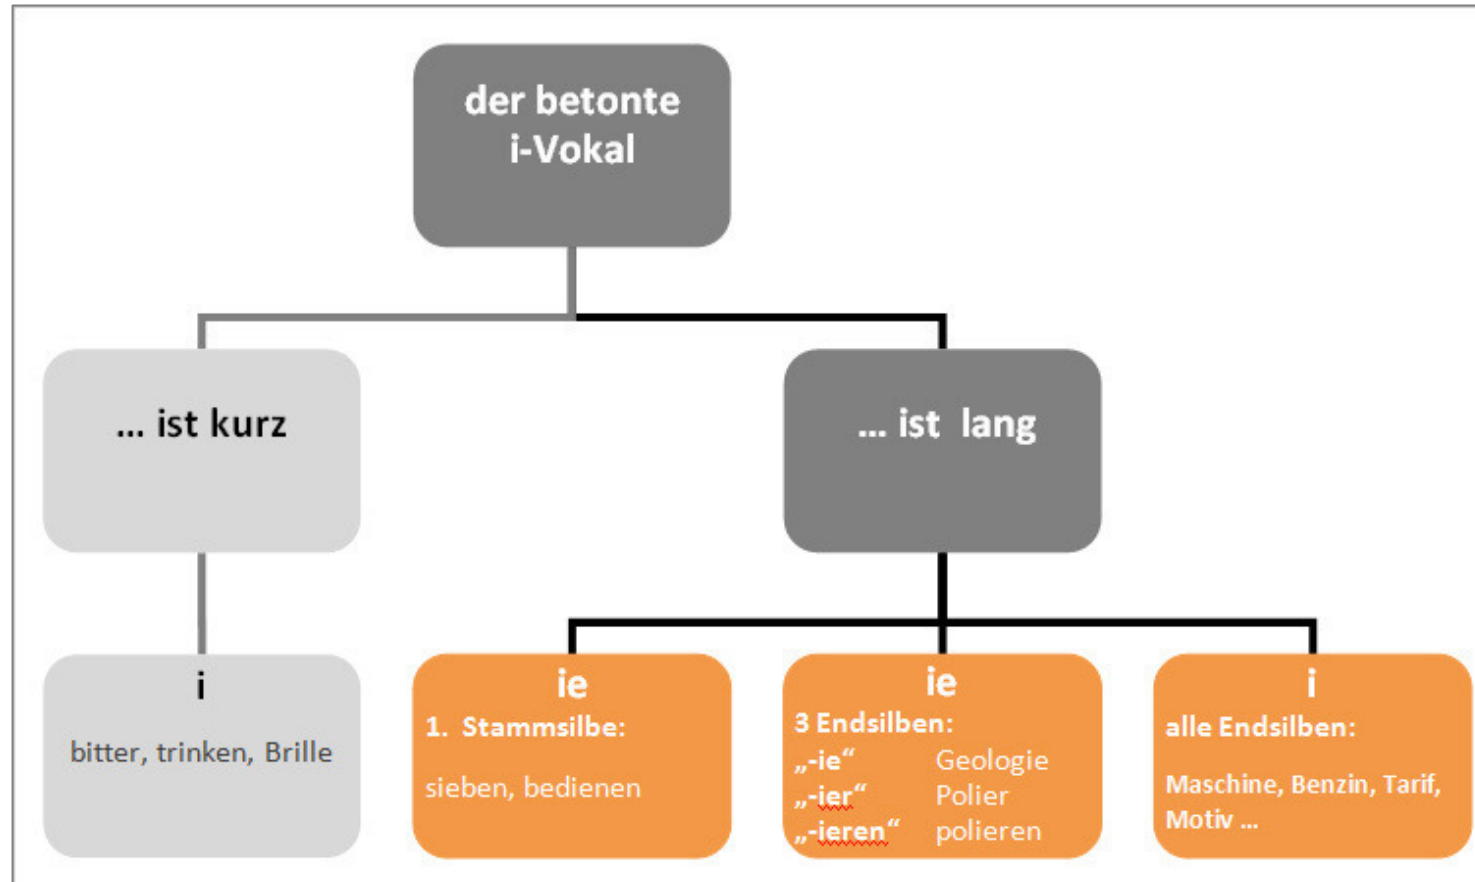 der betonte
i-Vokal
... ist kurz
... ist lang
i
bitter, trinken, Brille
ie
1. Stammsilbe:
sieben, bedienen
ie
3 Endsilben:
„-ie“ Geologie
„-ier“ Polier
„-ieren“ polieren
i
alle Endsilben:
Maschine, Benzin, Tarif,
Motiv ...